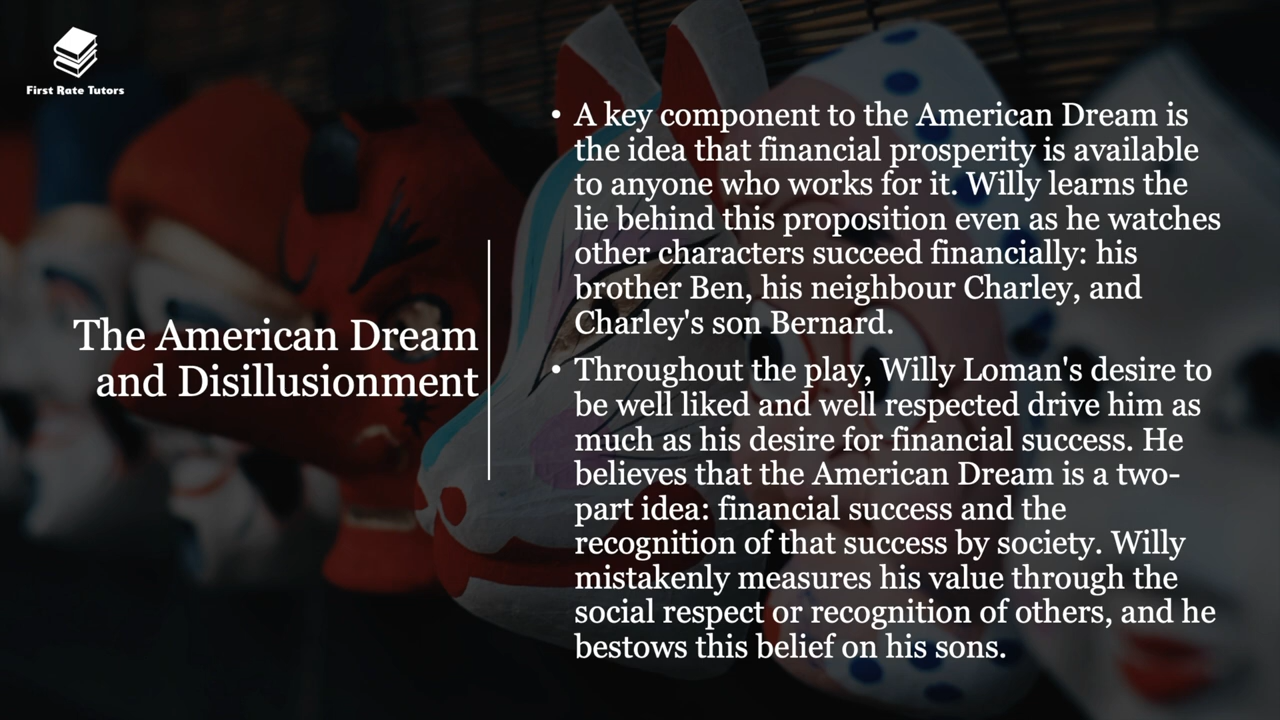 First Rate Tutors
The American Dream
and Disillusionment
• A key component to the American Dream is
the idea that financial prosperity is available
to anyone who works for it. Willy learns the
lie behind this proposition even as he watches
other characters succeed financially: his
brother Ben, his neighbour Charley, and
Charley's son Bernard.
• Throughout the play, Willy Loman's desire to
be well liked and well respected drive him as
much as his desire for financial success. He
believes that the American Dream is a two-
part idea: financial success and the
recognition of that success by society. Willy
mistakenly measures his value through the
social respect or recognition of others, and he
bestows this belief on his sons.